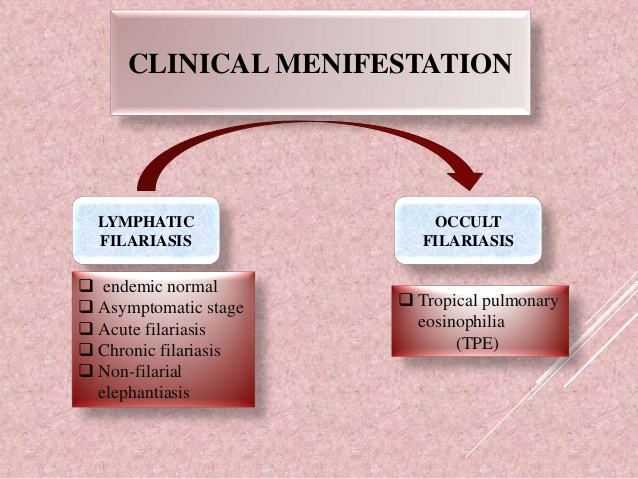 CLINICAL MENIFESTATION
LYMPHATIC
FILARIASIS
endemic normal
Asymptomatic stage
Acute filariasis
Chronic filariasis
Non-filarial
elephantiasis
OCCULT
FILARIASIS
Tropical pulmonary
eosinophilia
(TPE)